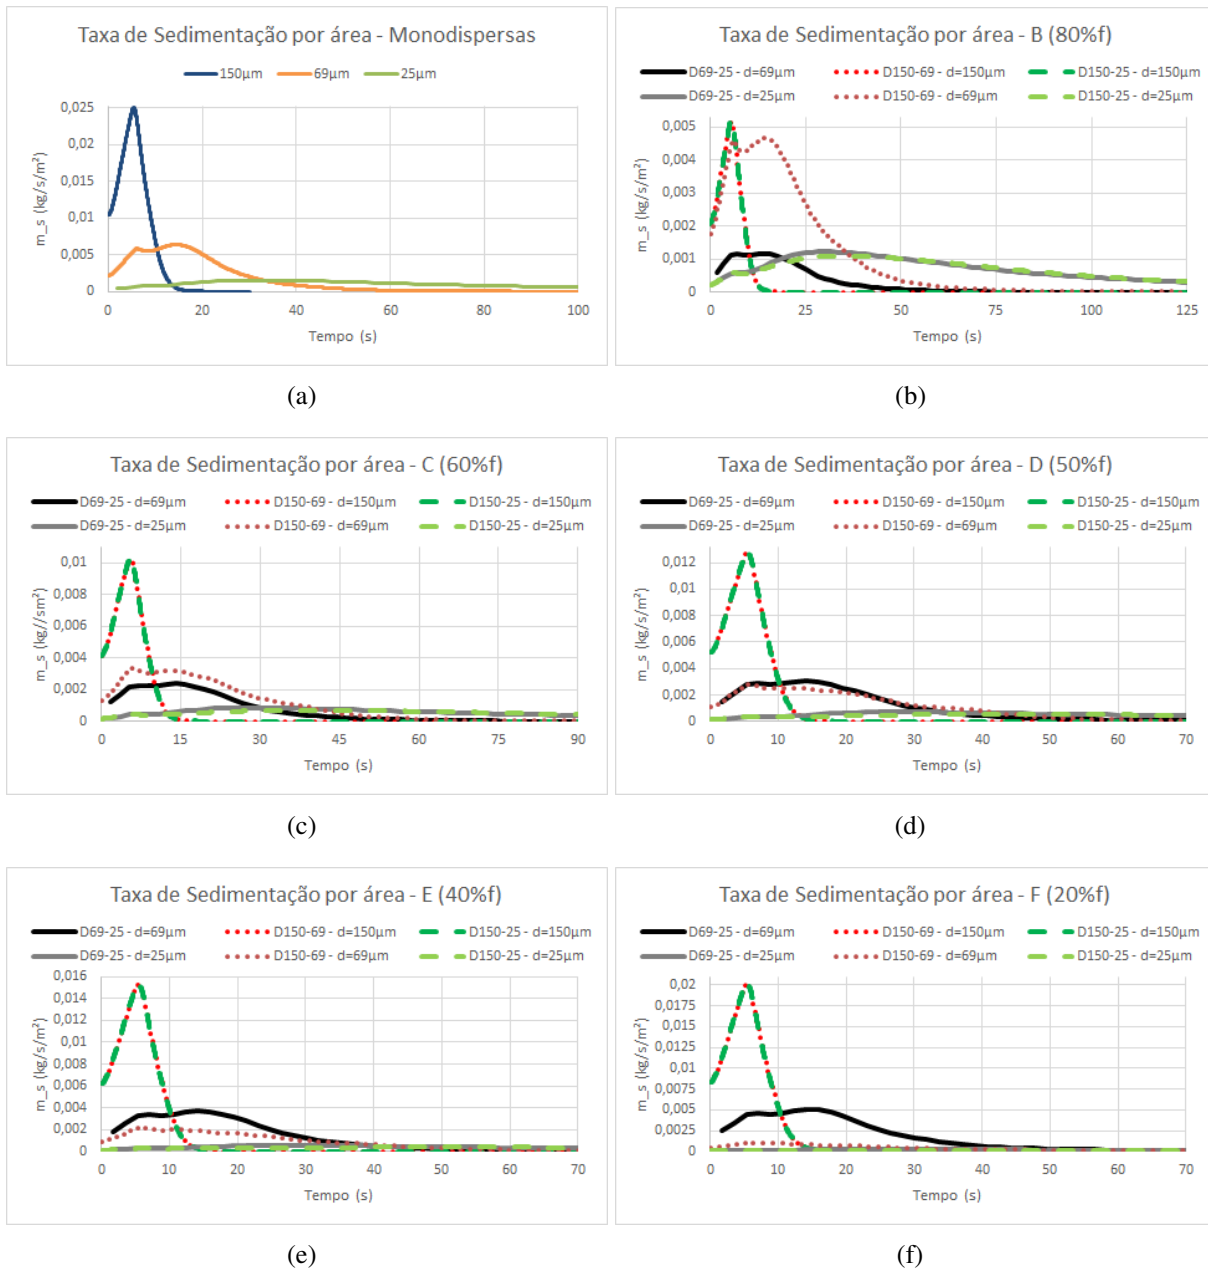 Taxa de Sedimentação por área - Monodispersas
150µm 69µm 25µm
0,025
0,02
0,015
0,01
0,005
0
m_s (kg/s/m²)
0 20 40 60 80 100
Tempo (s)
(a)
Taxa de Sedimentação por área - B (80%f)
D69-25 - d=69µm D150-69 - d=150µm D150-25 - d=150µm
D69-25 - d=25µm D150-69 - d=69µm D150-25 - d=25µm
0,005
0,004
0,003
0,002
0,001
0
m_s (kg/s/m²)
0 25 50 75 100 125
Tempo (s)
(b)
Taxa de Sedimentação por área - C (60%f)
D69-25 - d=69µm D150-69 - d=150µm D150-25 - d=150µm
D69-25 - d=25µm D150-69 - d=69µm D150-25 - d=25µm
0,01
0,008
0,006
0,004
0,002
0
m_s (kg//sm²)
0 15 30 45 60 75 90
Tempo (s)
(c)
Taxa de Sedimentação por área - D (50%f)
D69-25 - d=69µm D150-69 - d=150µm D150-25 - d=150µm
D69-25 - d=25µm D150-69 - d=69µm D150-25 - d=25µm
0,012
0,01
0,008
0,006
0,004
0,002
0
m_s (kg/s/m²)
0 10 20 30 40 50 60 70
Tempo (s)
(d)
Taxa de Sedimentação por área - E (40%f)
D69-25 - d=69µm D150-69 - d=150µm D150-25 - d=150µm
D69-25 - d=25µm D150-69 - d=69µm D150-25 - d=25µm
0,016
0,014
0,012
0,01
0,008
0,006
0,004
0,002
0
m_s (kg/s/m²)
0 10 20 30 40 50 60 70
Tempo (s)
(e)
Taxa de Sedimentação por área - F (20%f)
D69-25 - d=69µm D150-69 - d=150µm D150-25 - d=150µm
D69-25 - d=25µm D150-69 - d=69µm D150-25 - d=25µm
0,02
0,0175
0,015
0,0125
0,01
0,0075
0,005
0,0025
0
m_s (kg/s/m²)
0 10 20 30 40 50 60 70
Tempo (s)
(f)